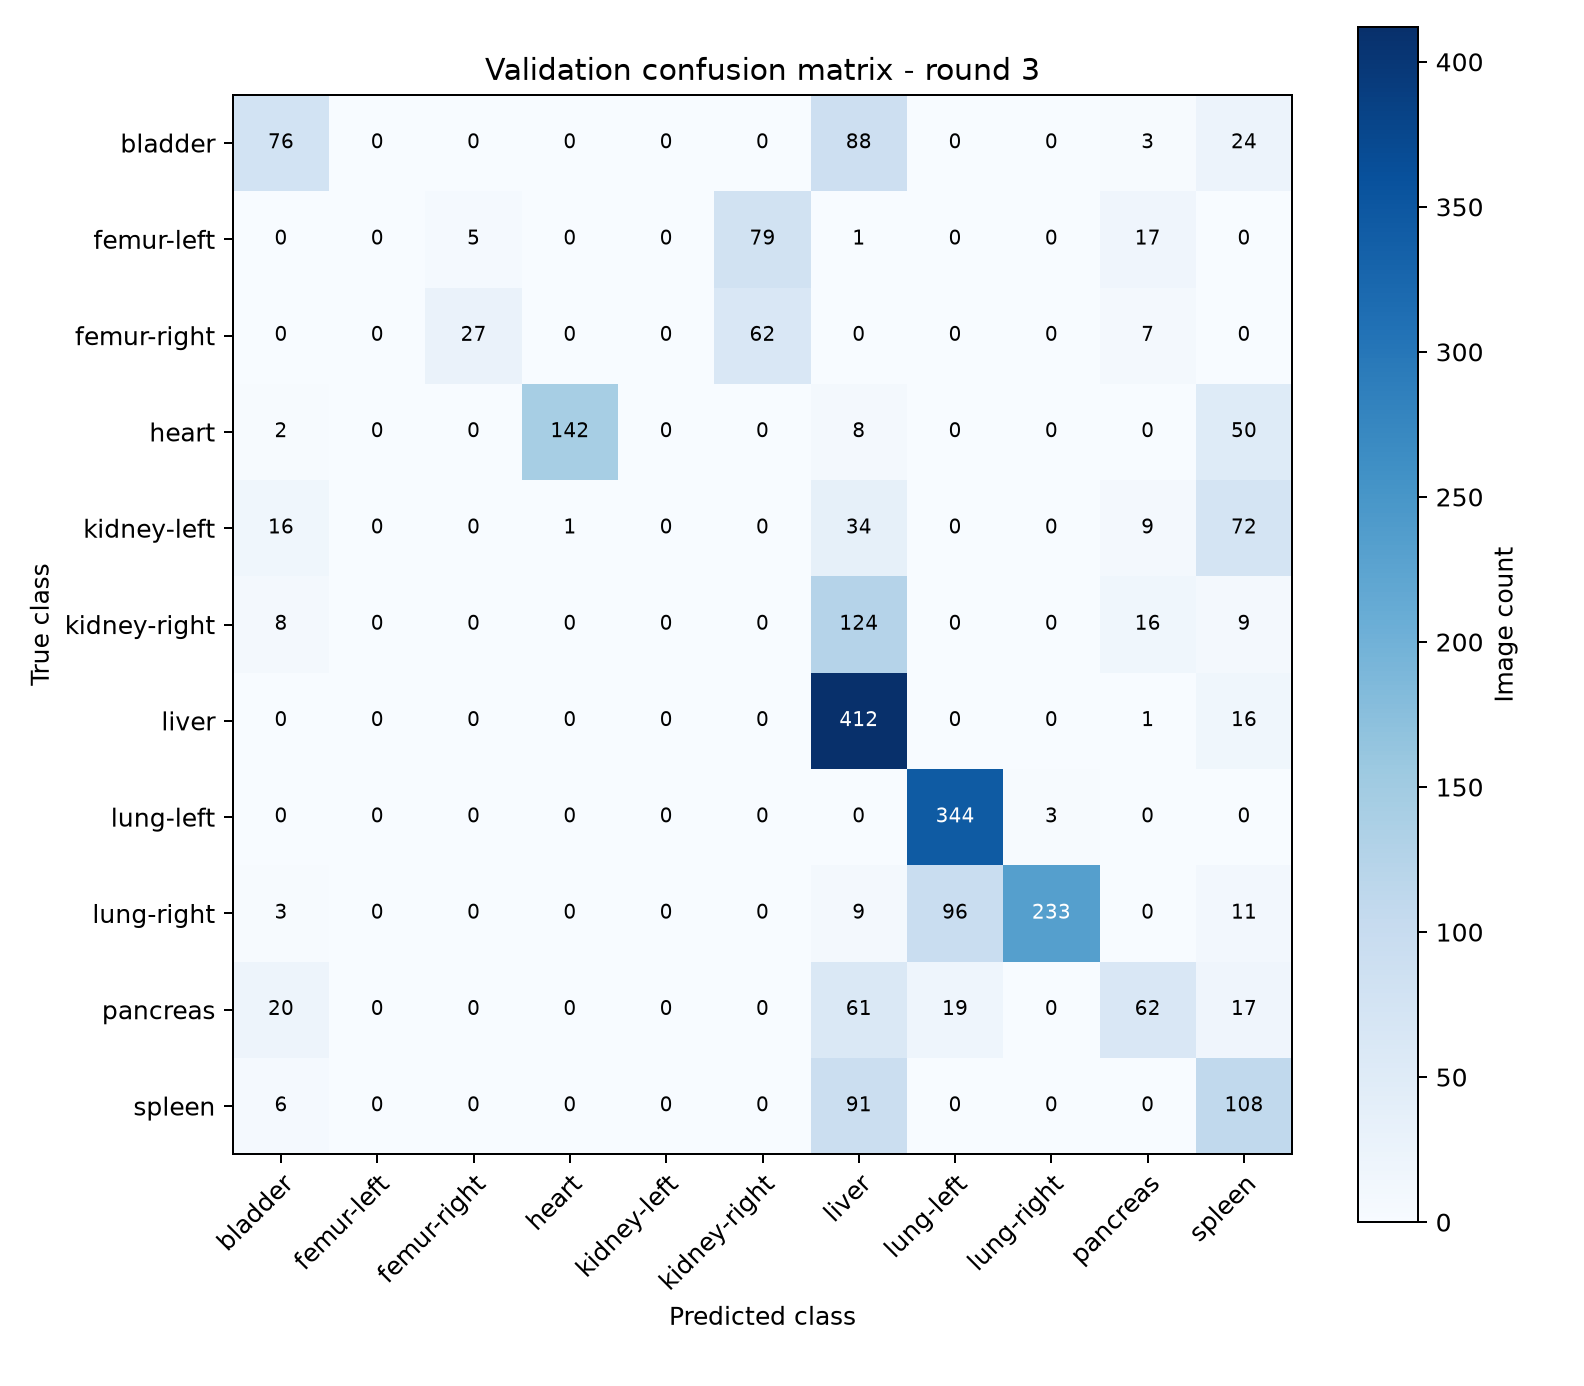 Validation confusion matrix - round 3
True class
bladder 76 0 0 0 0 0 88 0 0 3 24
femur-left 0 0 5 0 0 79 1 0 0 17 0
femur-right 0 0 27 0 0 62 0 0 0 7 0
heart 2 0 0 142 0 0 8 0 0 0 50
kidney-left 16 0 0 1 0 0 34 0 0 9 72
kidney-right 8 0 0 0 0 0 124 0 0 16 9
liver 0 0 0 0 0 0 412 0 0 1 16
lung-left 0 0 0 0 0 0 0 344 3 0 0
lung-right 3 0 0 0 0 0 9 96 233 0 11
pancreas 20 0 0 0 0 0 61 19 0 62 17
spleen 6 0 0 0 0 0 91 0 0 0 108
bladder femur-left femur-right heart kidney-left kidney-right liver lung-left lung-right pancreas spleen
Predicted class
400
350
300
250
200
150
100
50
0
Image count